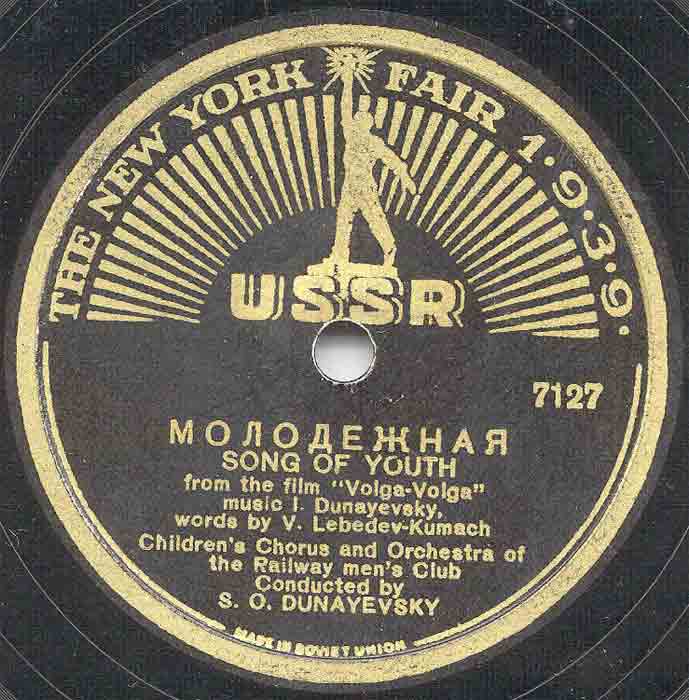 THE NEW YORK FAIR 1·9·3·9·
USSR
7127
МОЛОДЕЖНАЯ
SONG OF YOUTH
from the film "Volga-Volga"
music I. Dunayevsky,
words by V. Lebedev-Kumach
Children's Chorus and Orchestra of
the Railway men's Club
Conducted by
S. O. DUNAYEVSKY
MADE IN SOVIET UNION